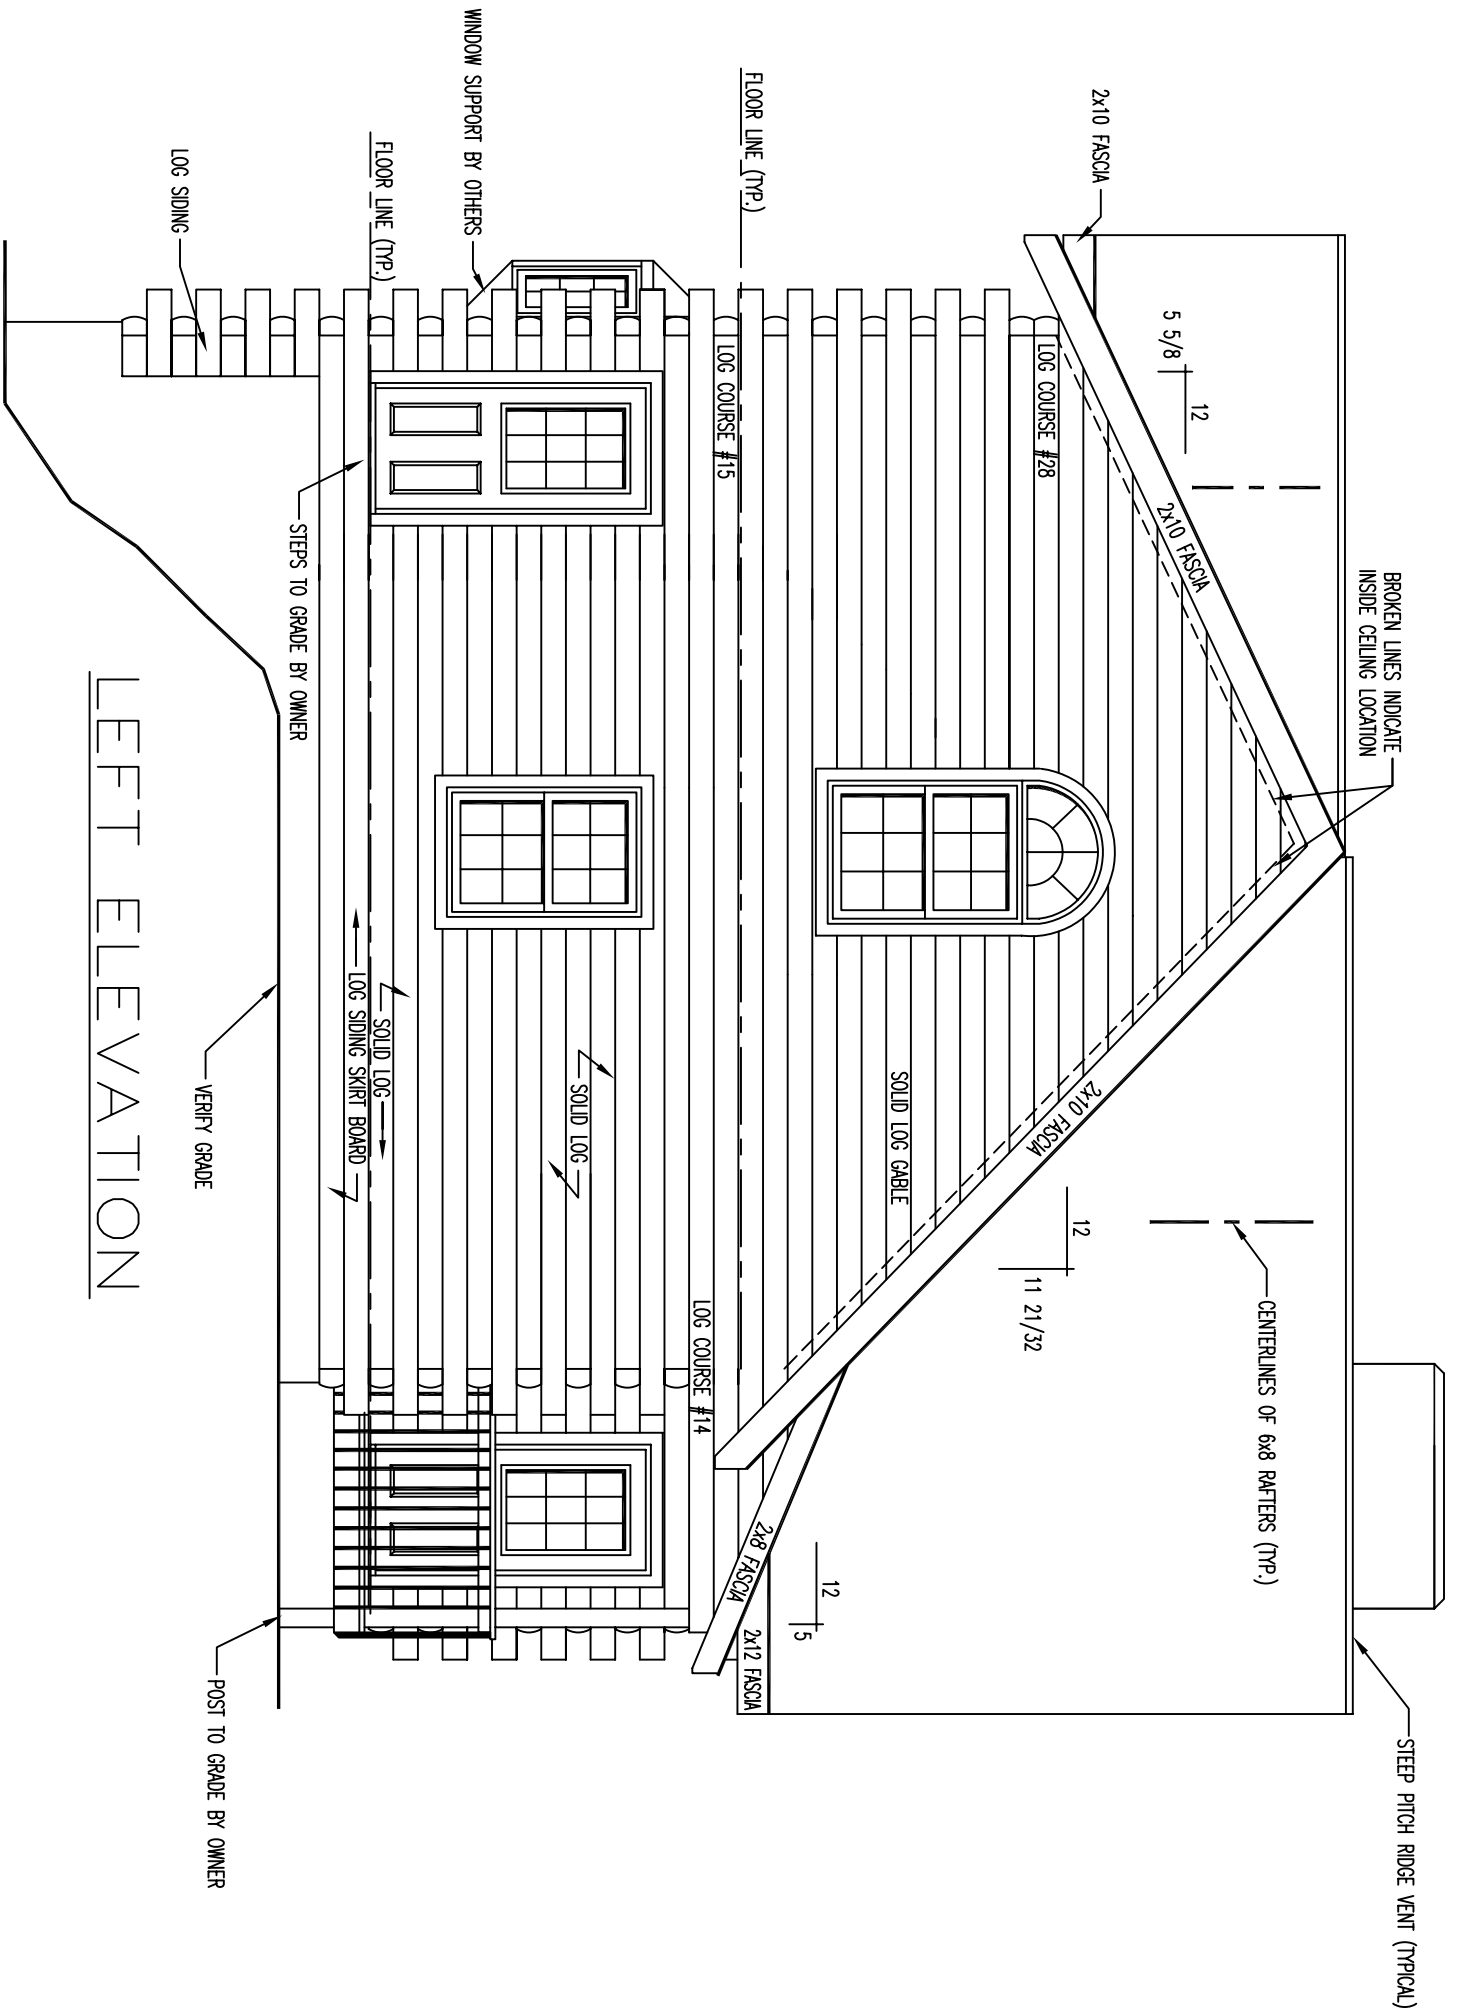 STEEP PITCH RIDGE VENT (TYPICAL)
BROKEN LINES INDICATE
INSIDE CEILING LOCATION
CENTERLINES OF 6x8 RAFTERS (TYP.)
2x10 FASCIA
12
5 5/8
2x10 FASCIA
12
11 21/32
2x10 FASCIA
LOG COURSE #28
SOLID LOG GABLE
12
5
FLOOR LINE (TYP.)
2x8 FASCIA
2x12 FASCIA
LOG COURSE #15
LOG COURSE #14
SOLID LOG
WINDOW SUPPORT BY OTHERS
FLOOR LINE (TYP.)
SOLID LOG
LOG SIDING SKIRT BOARD
STEPS TO GRADE BY OWNER
LOG SIDING
VERIFY GRADE
POST TO GRADE BY OWNER
LEFT ELEVATION